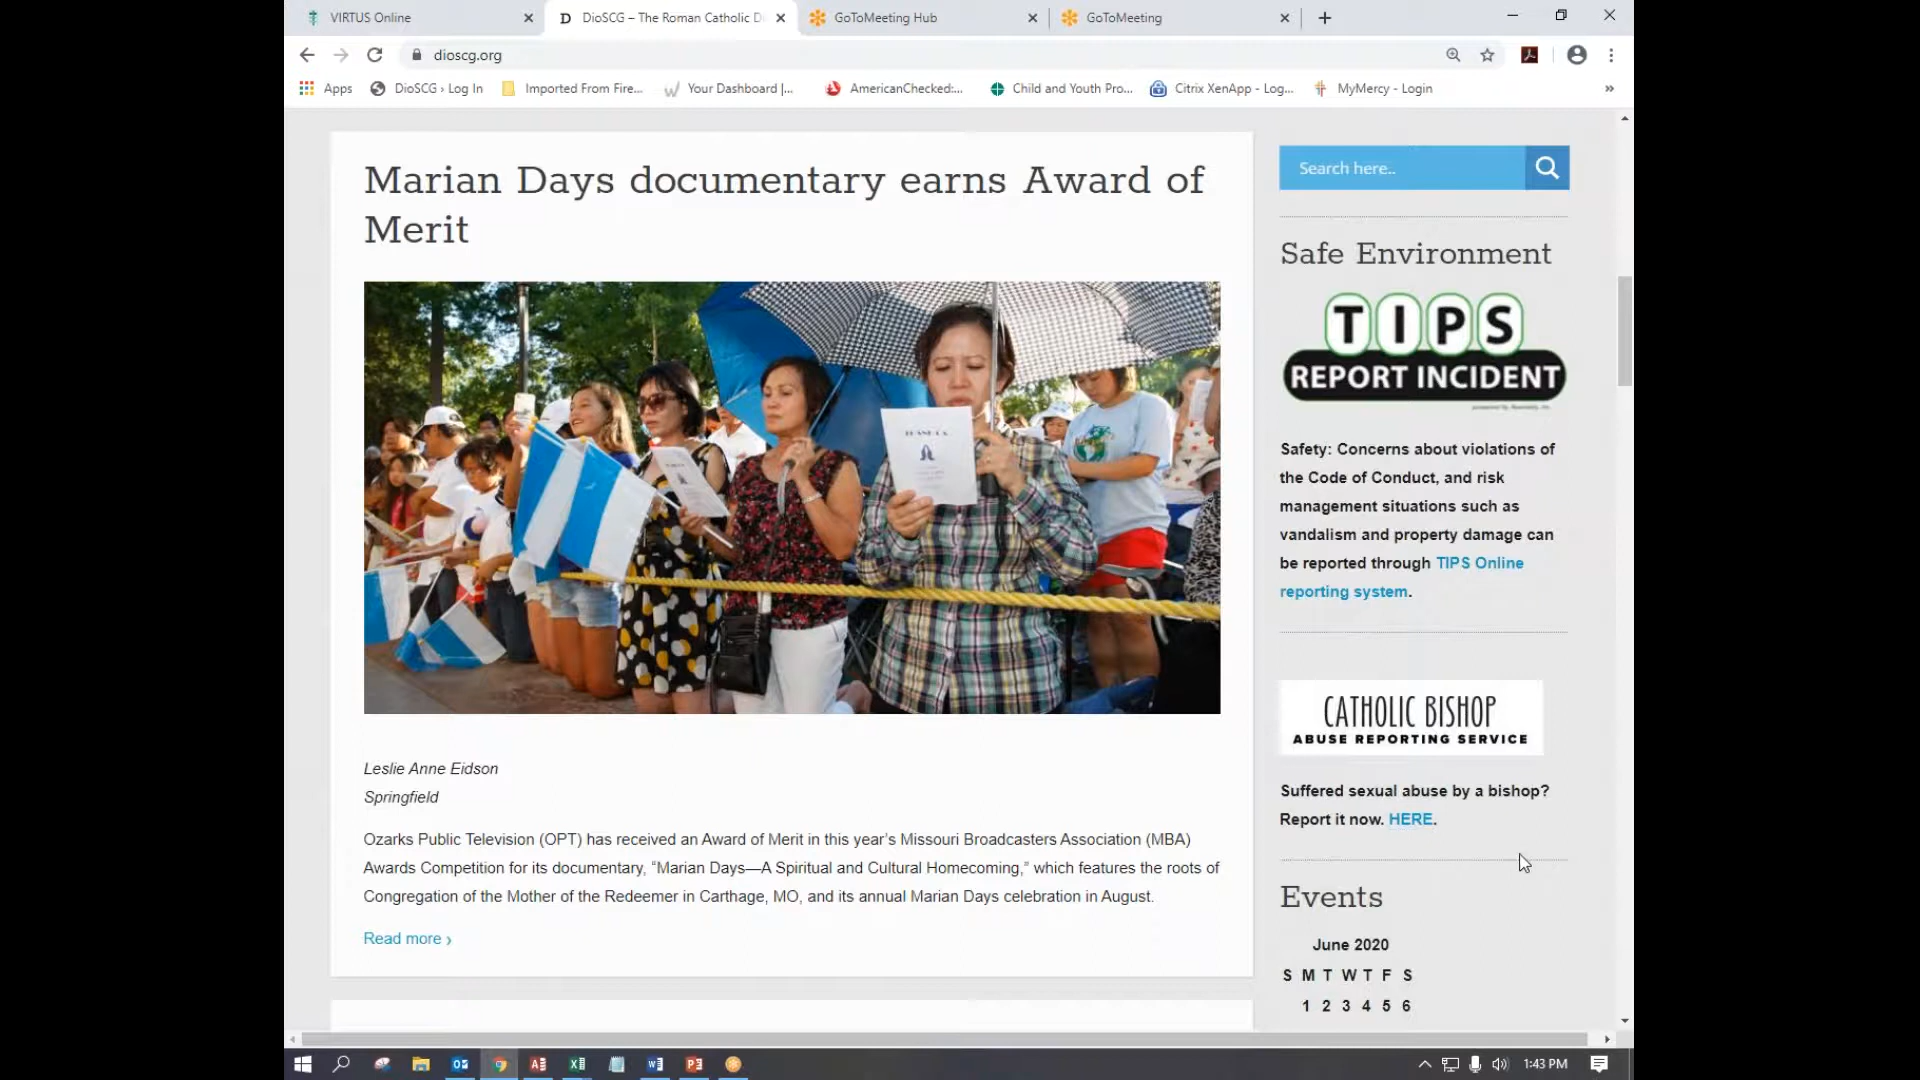 VIRTUS Online
D DioSCG – The Roman Catholic D
GoToMeeting Hub
GoToMeeting
dioscg.org
Apps
DioSCG › Log In
Imported From Fire...
Your Dashboard |...
AmericanChecked:...
Child and Youth Pro...
Citrix XenApp - Log...
MyMercy - Login
»
Marian Days documentary earns Award of
Merit
Leslie Anne Eidson
Springfield
Ozarks Public Television (OPT) has received an Award of Merit in this year’s Missouri Broadcasters Association (MBA)
Awards Competition for its documentary, “Marian Days—A Spiritual and Cultural Homecoming,” which features the roots of
Congregation of the Mother of the Redeemer in Carthage, MO, and its annual Marian Days celebration in August.
Read more ›
Search here..
Safe Environment
TIPS
REPORT INCIDENT
Safety: Concerns about violations of
the Code of Conduct, and risk
management situations such as
vandalism and property damage can
be reported through TIPS Online
reporting system.
CATHOLIC BISHOP
ABUSE REPORTING SERVICE
Suffered sexual abuse by a bishop?
Report it now. HERE.
Events
June 2020
S M T W T F S
1 2 3 4 5 6
1:43 PM